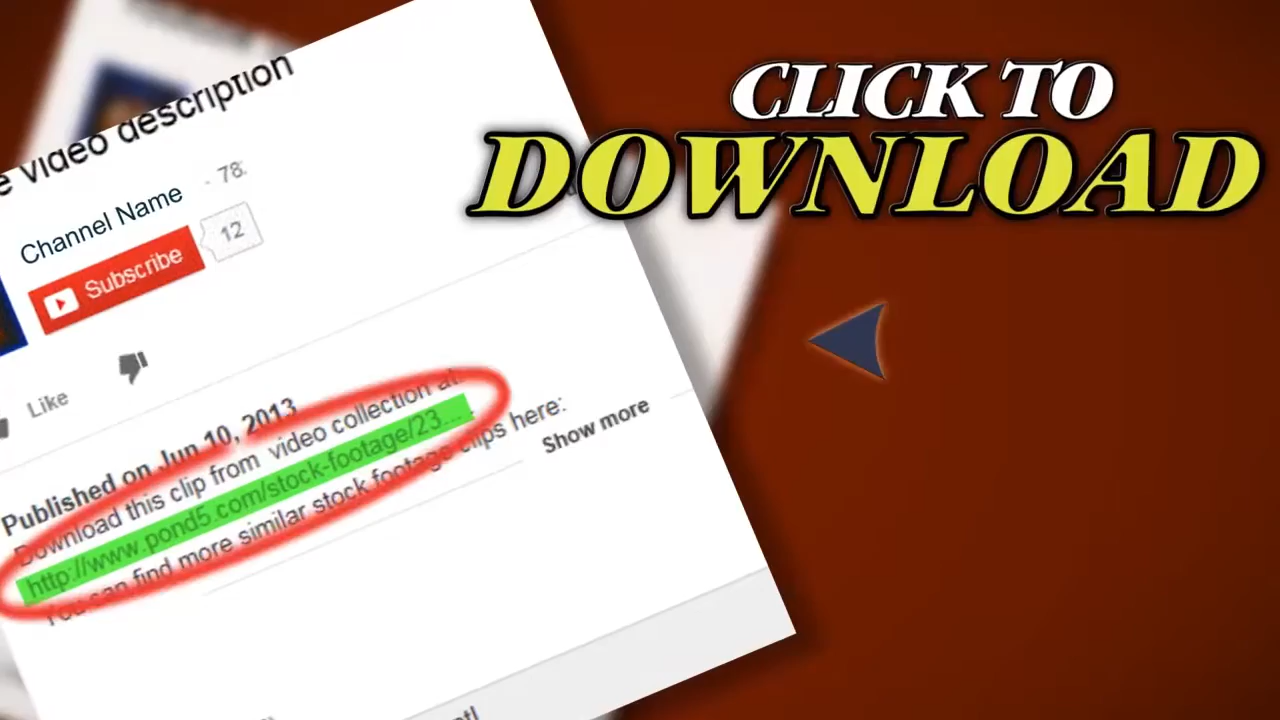 CLICK TO
DOWNLOAD
video description
Channel Name
Subscribe
12
Like
Published on Jun 10, 2013
Download this clip from video collection at
http://www.pond5.com/stock-footage/23...
You can find more similar stock footage clips here:
Show more